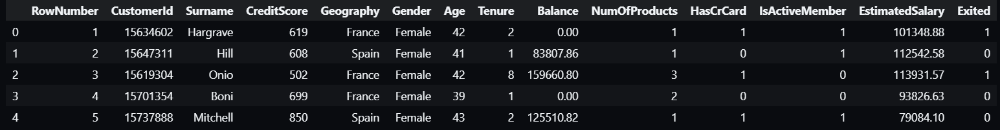 RowNumber CustomerId Surname CreditScore Geography Gender Age Tenure Balance NumOfProducts HasCrCard IsActiveMember EstimatedSalary Exited
0 1 15634602 Hargrave 619 France Female 42 2 0.00 1 1 1 101348.88 1
1 2 15647311 Hill 608 Spain Female 41 1 83807.86 1 0 1 112542.58 0
2 3 15619304 Onio 502 France Female 42 8 159660.80 3 1 0 113931.57 1
3 4 15701354 Boni 699 France Female 39 1 0.00 2 0 0 93826.63 0
4 5 15737888 Mitchell 850 Spain Female 43 2 125510.82 1 1 1 79084.10 0